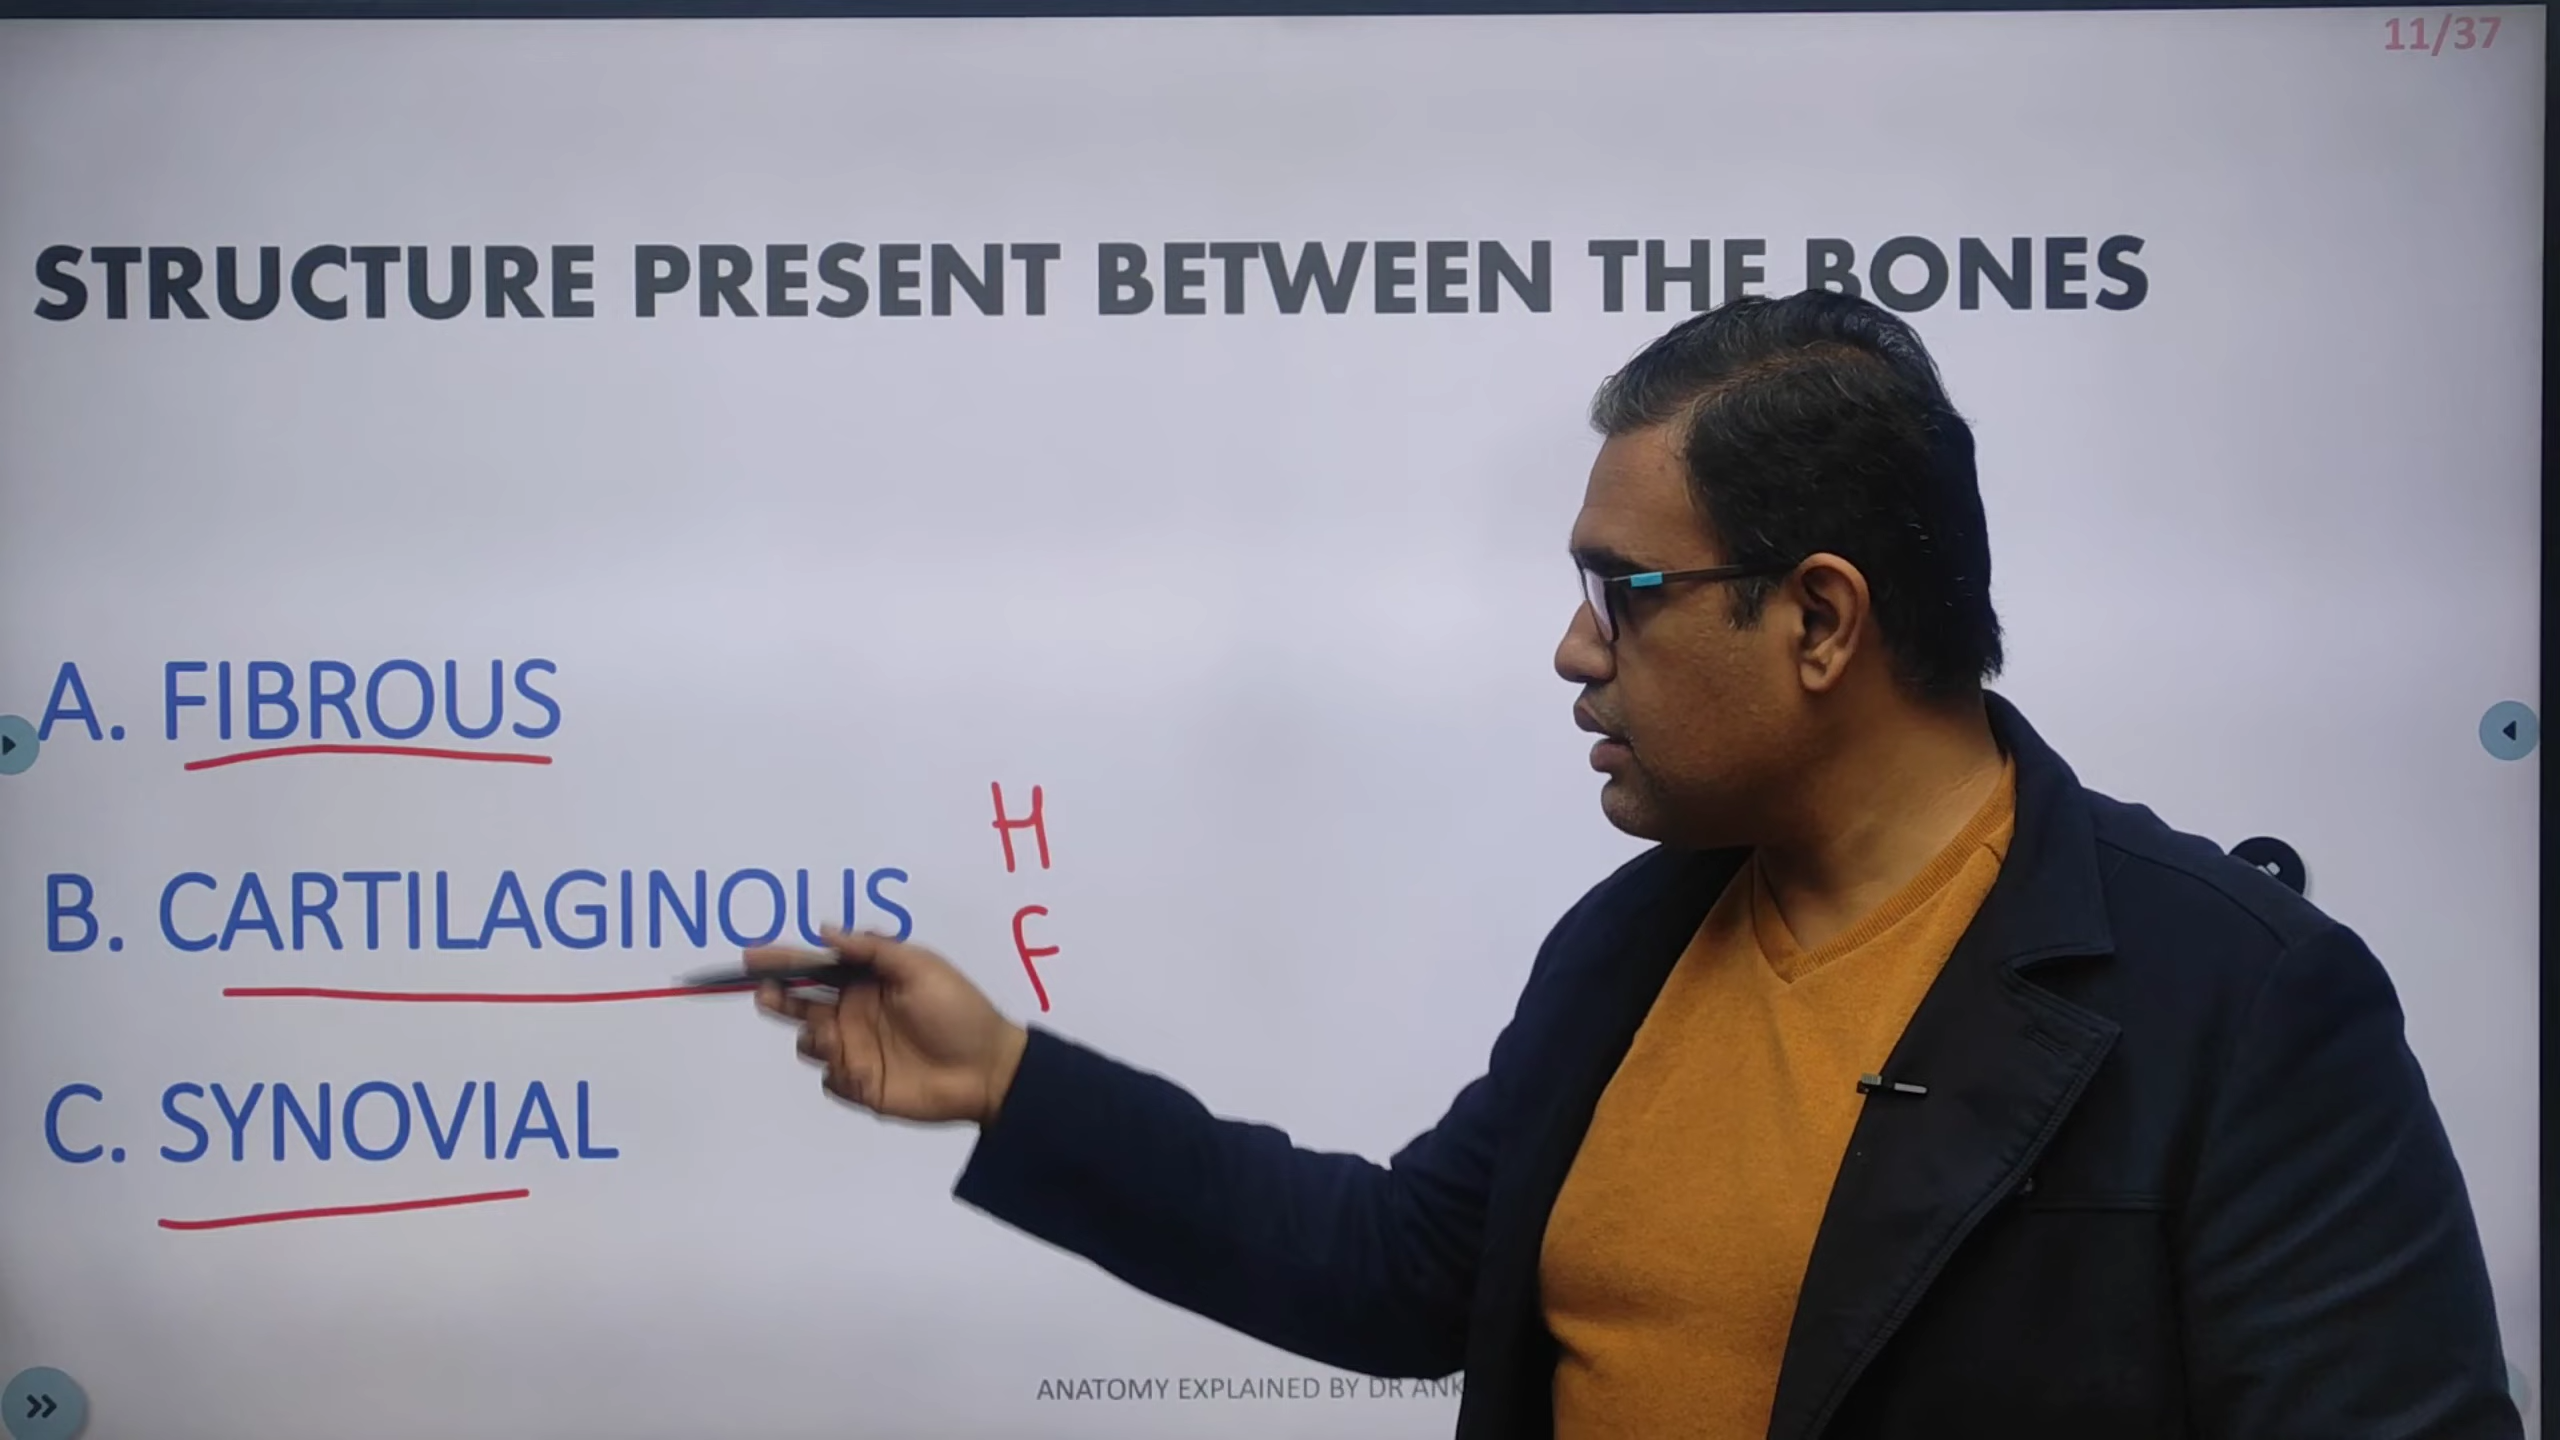 11/37
STRUCTURE PRESENT BETWEEN THE BONES
A. FIBROUS
H
B. CARTILAGINOUS
F
C. SYNOVIAL
ANATOMY EXPLAINED BY DR